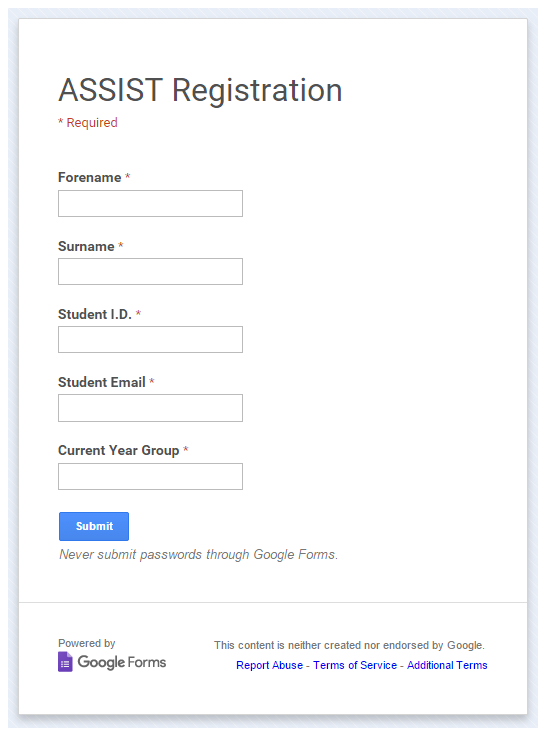 ASSIST Registration
* Required
Forename *
Surname *
Student I.D. *
Student Email *
Current Year Group *
Submit
Never submit passwords through Google Forms.
Powered by
Google Forms
This content is neither created nor endorsed by Google.
Report Abuse - Terms of Service - Additional Terms